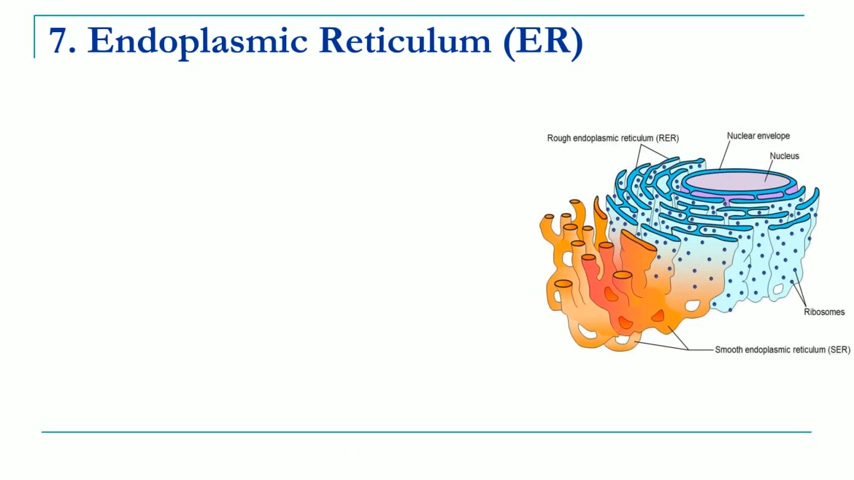 7. Endoplasmic Reticulum (ER)
Rough endoplasmic reticulum (RER)
Nuclear envelope
Nucleus
Ribosomes
Smooth endoplasmic reticulum (SER)